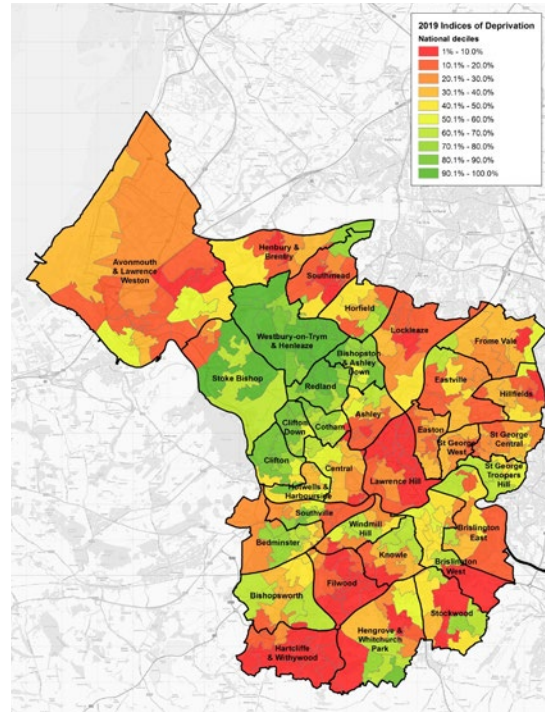 2019 Indices of Deprivation
National deciles
1% - 10.0%
10.1% - 20.0%
20.1% - 30.0%
30.1% - 40.0%
40.1% - 50.0%
50.1% - 60.0%
60.1% - 70.0%
70.1% - 80.0%
80.1% - 90.0%
90.1% - 100.0%
Avonmouth
& Lawrence
Weston
Henbury &
Brentry
Southmead
Horfield
Lockleaze
Frome Vale
Westbury-on-Trym
& Henleaze
Bishopston
& Ashley
Down
Stoke Bishop
Redland
Eastville
Hillfields
Clifton
Down
Cotham
Ashley
Easton
St George
West
St George
Central
St George
Troopers
Hill
Clifton
Central
Lawrence Hill
Hotwells &
Harbourside
Southville
Windmill
Hill
Brislington
East
Bedminster
Knowle
Brislington
West
Filwood
Bishopsworth
Stockwood
Hengrove &
Whitchurch
Park
Hartcliffe
& Withywood